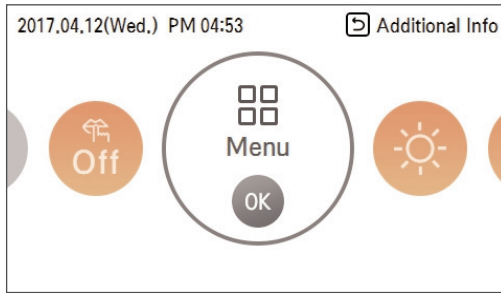 2017.04.12(Wed.) PM 04:53
Additional Info
Off
Menu
OK